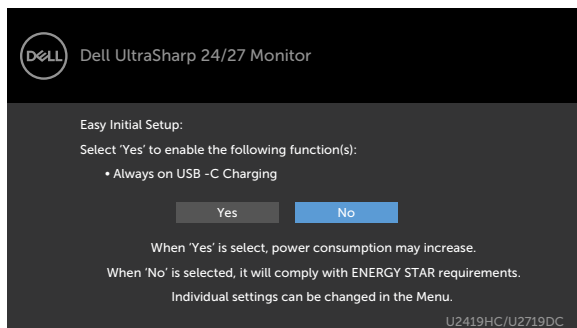 DELL
Dell UltraSharp 24/27 Monitor
Easy Initial Setup:
Select ‘Yes’ to enable the following function(s):
• Always on USB -C Charging
Yes No
When ‘Yes’ is select, power consumption may increase.
When ‘No’ is selected, it will comply with ENERGY STAR requirements.
Individual settings can be changed in the Menu.
U2419HC/U2719DC